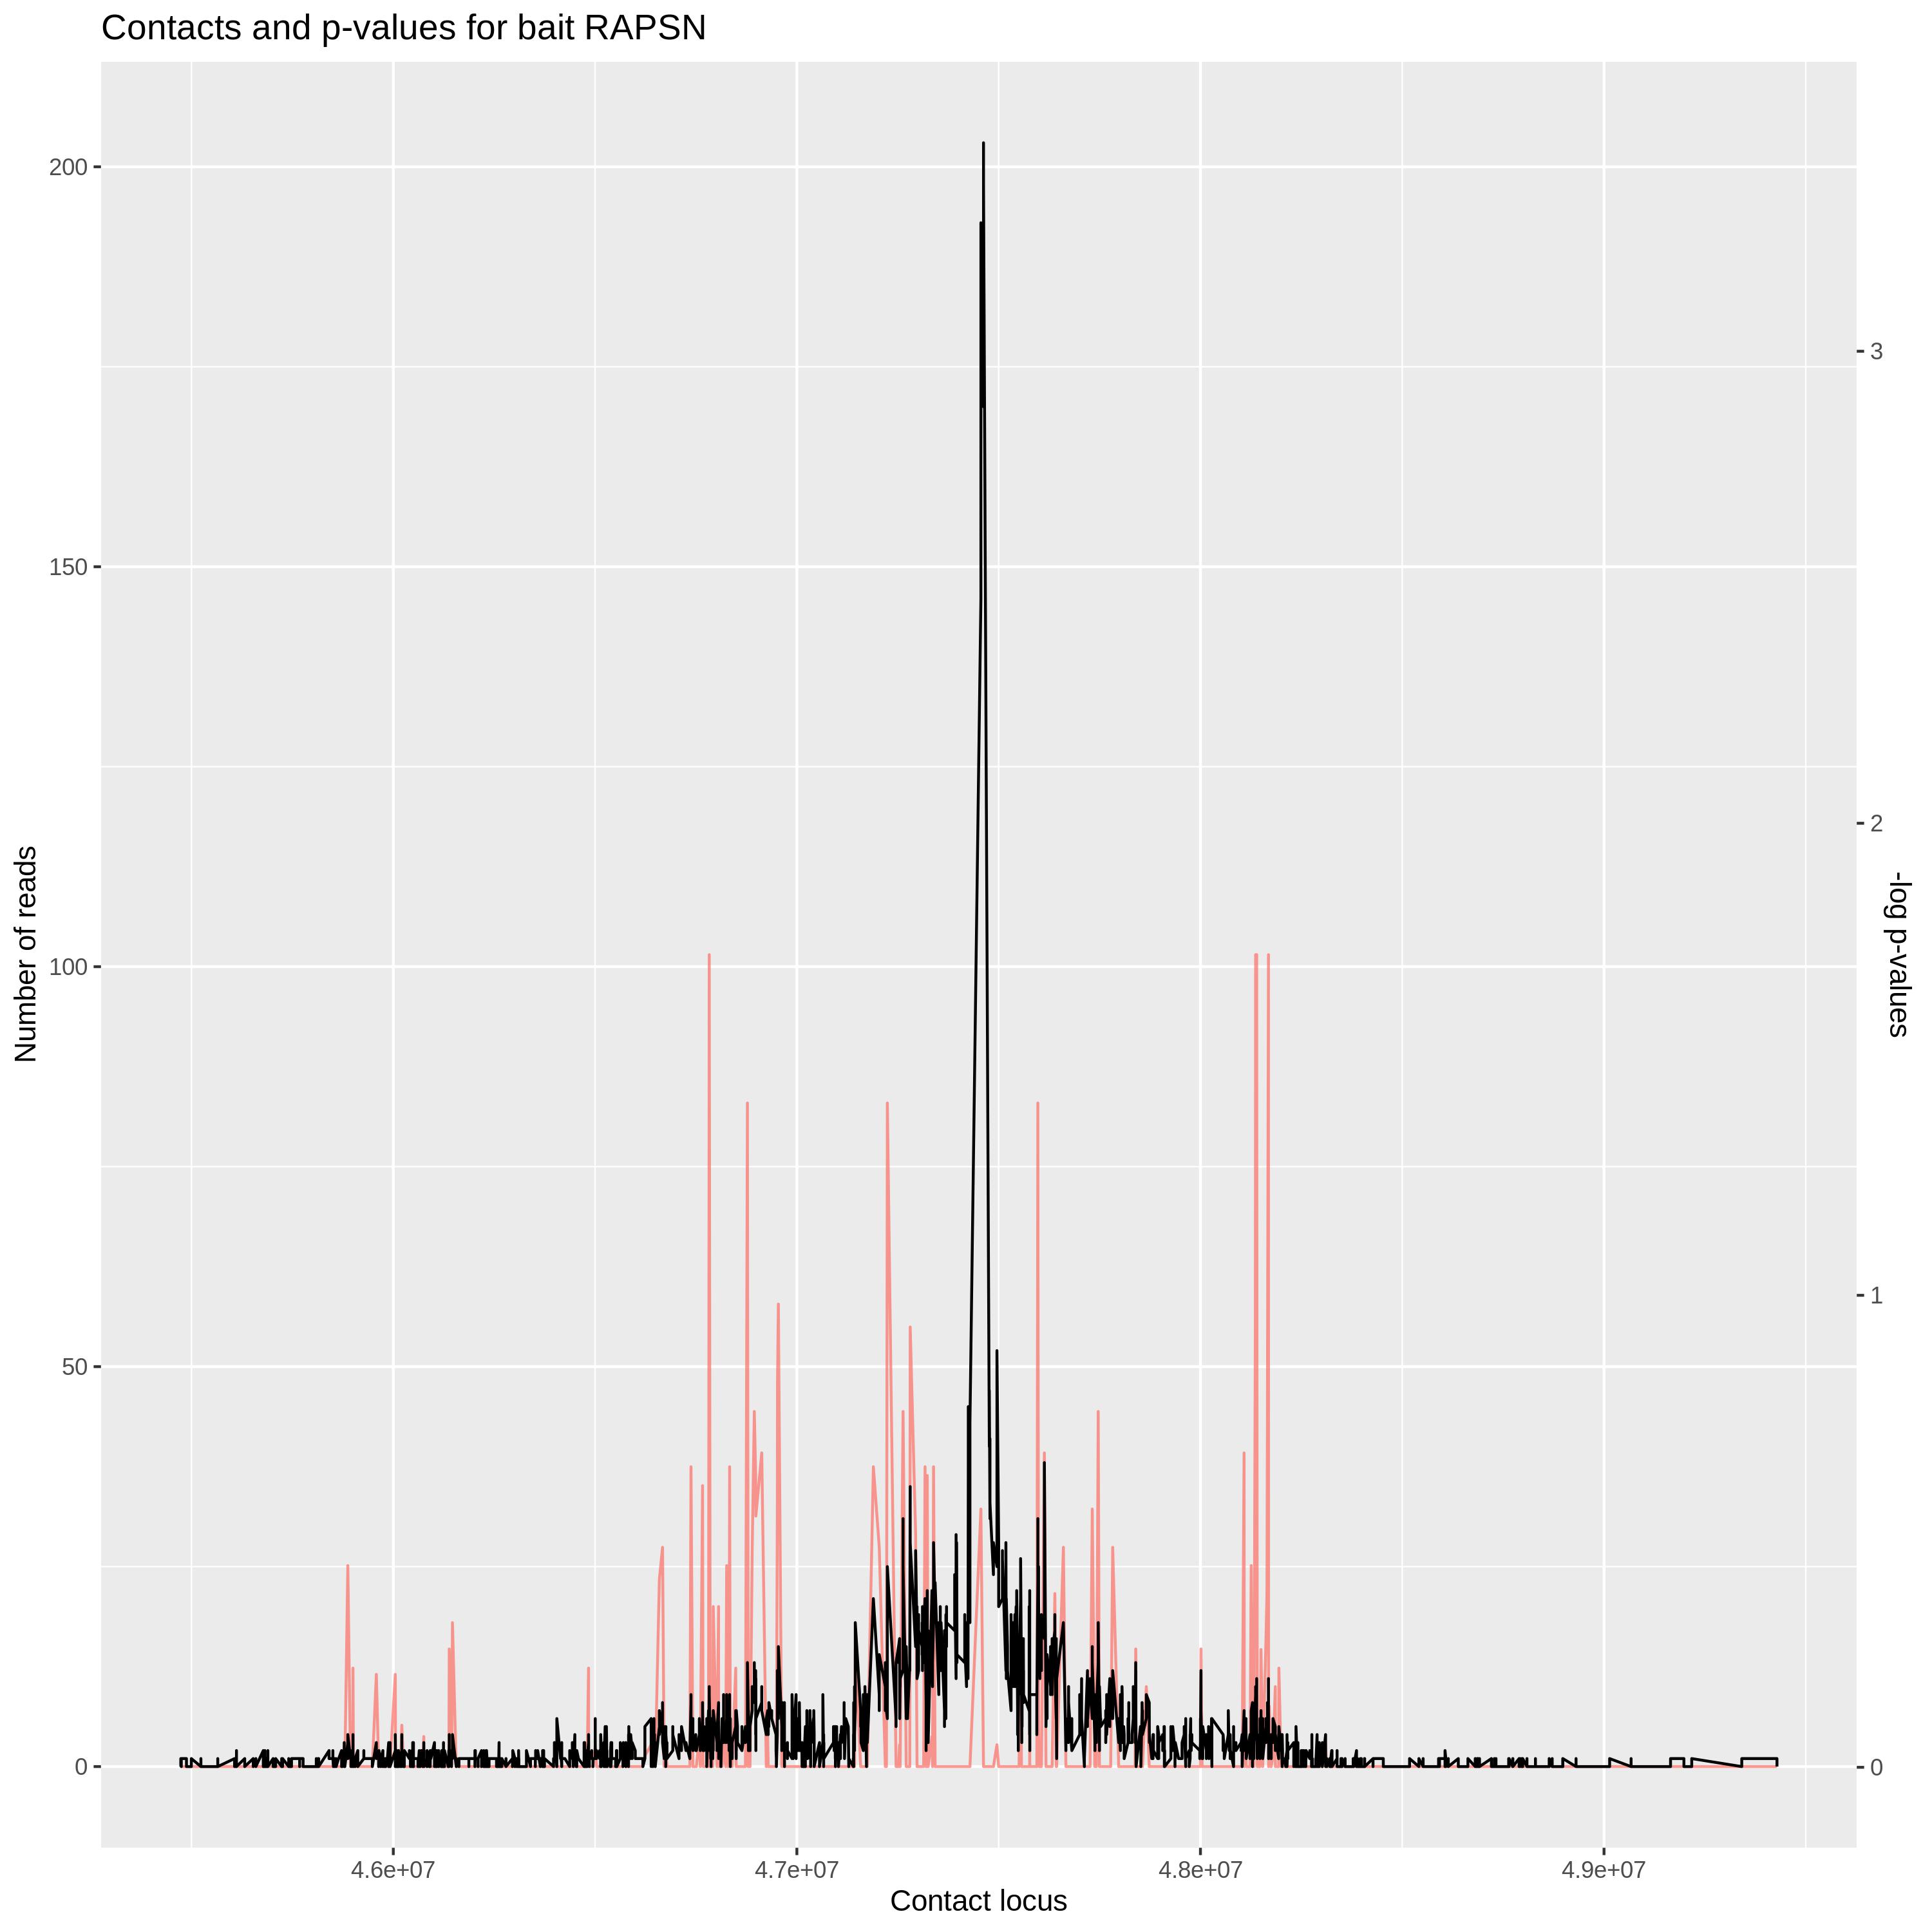 Contacts and p-values for bait RAPSN
200
150
100
50
0
Number of reads
3
2
1
0
-log p-values
4.6e+07
4.7e+07
4.8e+07
4.9e+07
Contact locus